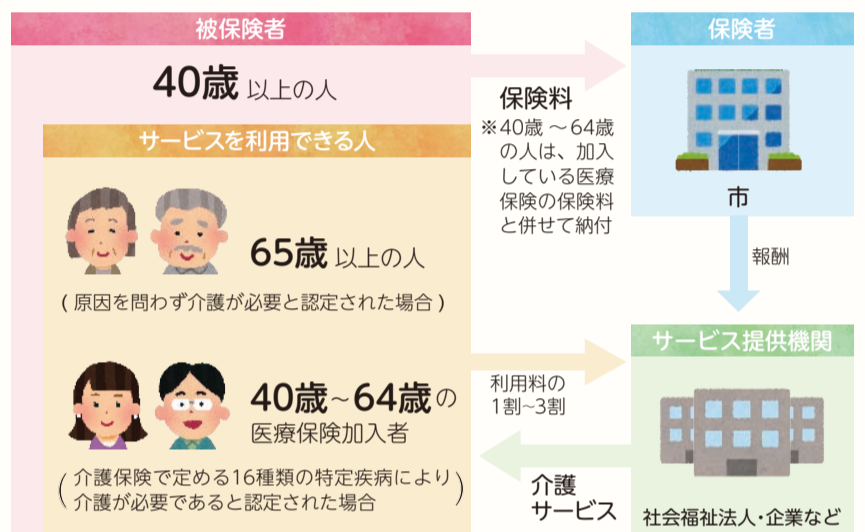 被保険者
40歳 以上の人
サービスを利用できる人
65歳 以上の人
( 原因を問わず介護が必要と認定された場合 )
40歳~64歳 の
医療保険加入者
( 介護保険で定める16種類の特定疾病により
介護が必要であると認定された場合 )
保険料
※40歳 ~64歳
の人は、加入
している医療
保険の保険料
と併せて納付
保険者
市
報酬
サービス提供機関
利用料の
1割~3割
介護
サービス
社会福祉法人・企業など